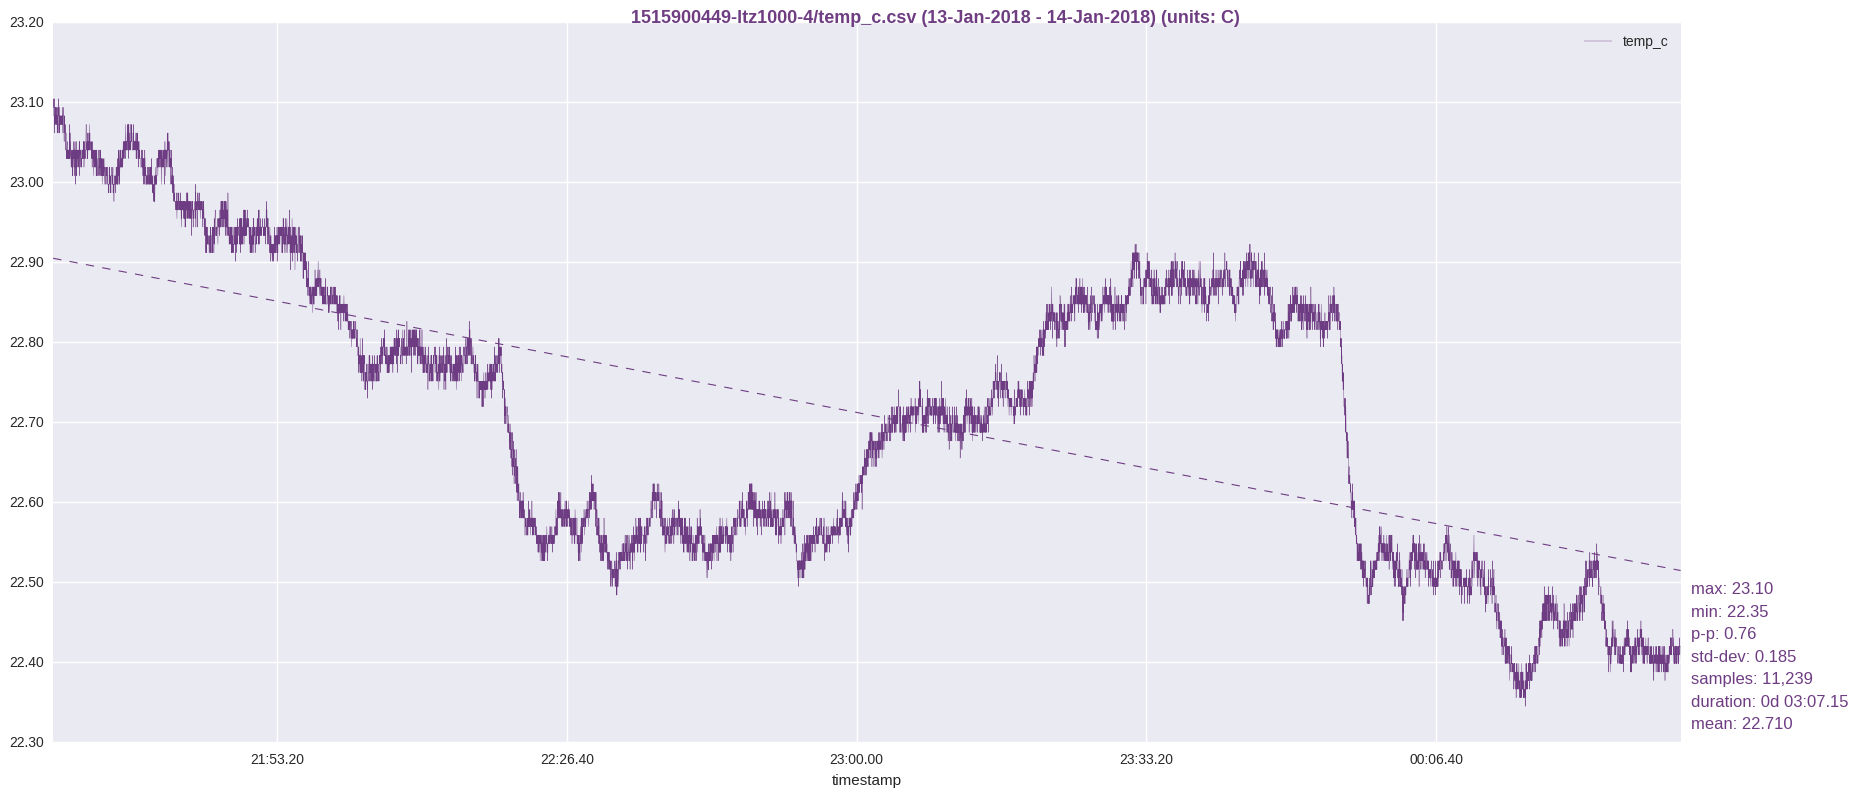 1515900449-ltz1000-4/temp_c.csv (13-Jan-2018 - 14-Jan-2018) (units: C)
temp_c
23.20
23.10
23.00
22.90
22.80
22.70
22.60
22.50
22.40
22.30
max: 23.10
min: 22.35
p-p: 0.76
std-dev: 0.185
samples: 11,239
duration: 0d 03:07.15
mean: 22.710
21:53.20
22:26.40
23:00.00
23:33.20
00:06.40
timestamp